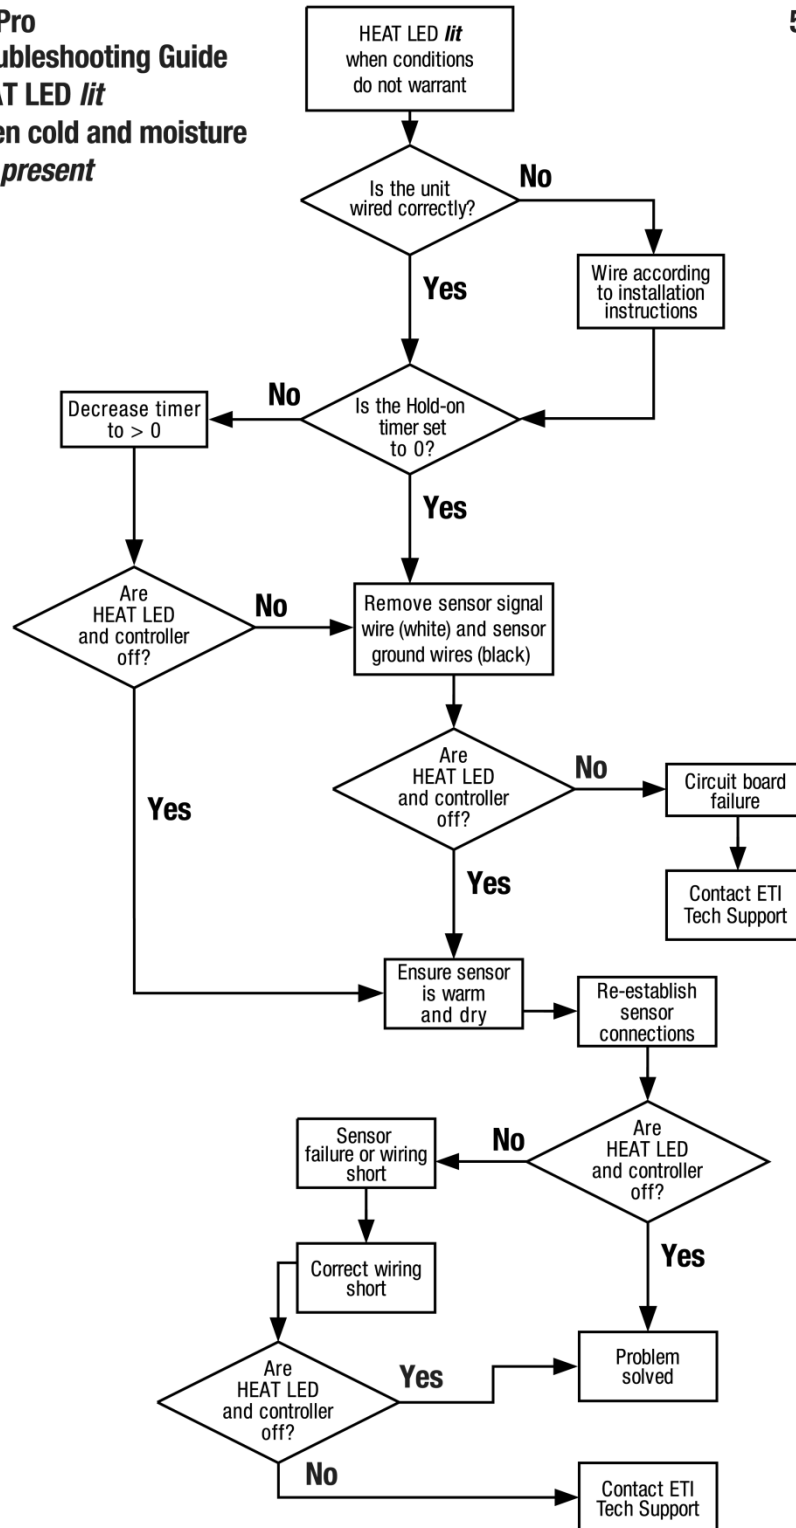 Pro
ubleshooting Guide
AT LED lit
en cold and moisture
present
5
HEAT LED lit
when conditions
do not warrant
Is the unit
wired correctly?
No
Yes
Wire according
to installation
instructions
Is the Hold-on
timer set
to 0?
No
Yes
Decrease timer
to > 0
Are
HEAT LED
and controller
off?
No
Yes
Remove sensor signal
wire (white) and sensor
ground wires (black)
Are
HEAT LED
and controller
off?
No
Yes
Circuit board
failure
Contact ETI
Tech Support
Ensure sensor
is warm
and dry
Re-establish
sensor
connections
Are
HEAT LED
and controller
off?
No
Yes
Sensor
failure or wiring
short
Correct wiring
short
Are
HEAT LED
and controller
off?
Yes
No
Problem
solved
Contact ETI
Tech Support